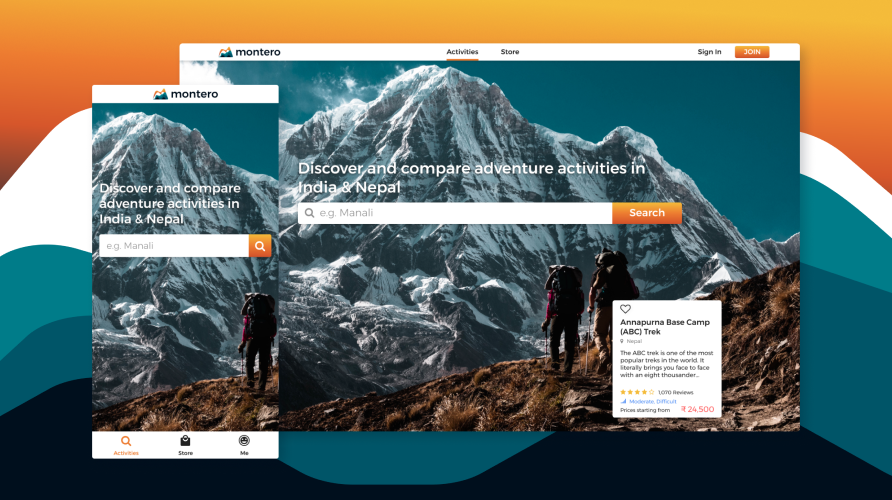 montero
Activities
Store
Sign In
JOIN
Discover and compare adventure activities in
India & Nepal
e.g. Manali
Search
Annapurna Base Camp
(ABC) Trek
Nepal
The ABC trek is one of the most
popular treks in the world. It
literally brings you face to face
with an eight thousander...
1,070 Reviews
Moderate, Difficult
Prices starting from ₹ 24,500
montero
Discover and compare
adventure activities in
India & Nepal
e.g. Manali
Activities
Store
Me